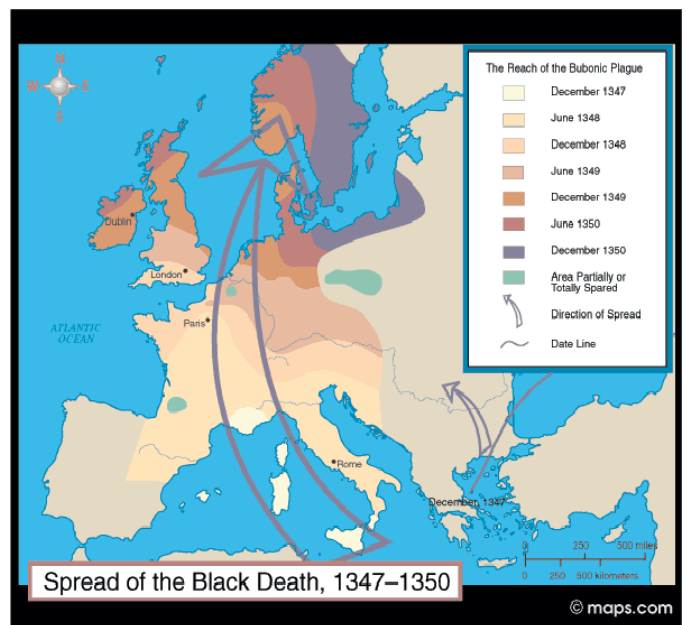 N
W E
S
The Reach of the Bubonic Plague
December 1347
June 1348
December 1348
June 1349
December 1349
June 1350
December 1350
Area Partially or
Totally Spared
Direction of Spread
Date Line
Dublin
London
Paris
ATLANTIC
OCEAN
Rome
December, 1347
0 250 500 miles
0 250 500 kilometers
Spread of the Black Death, 1347–1350
© maps.com